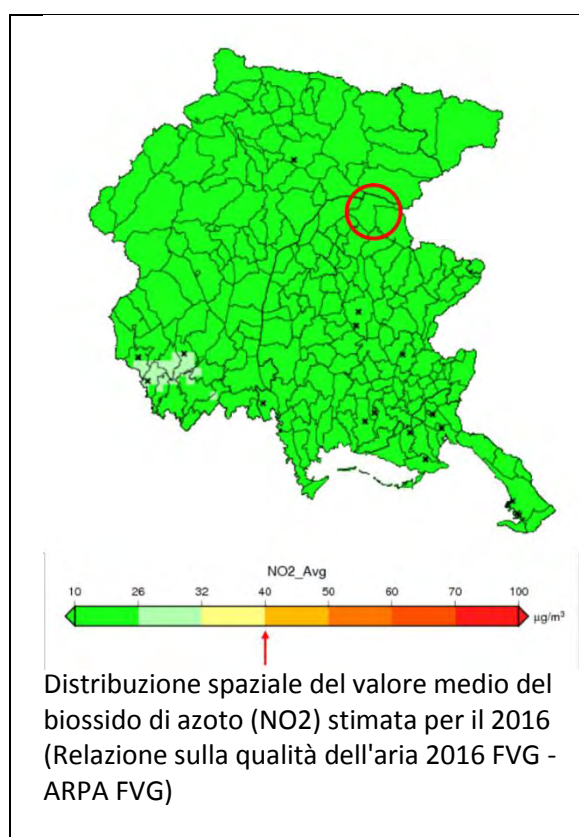 NO2_Avg
10 26 32 40 50 60 70 100
µg/m³
Distribuzione spaziale del valore medio del
biossido di azoto (NO2) stimata per il 2016
(Relazione sulla qualità dell'aria 2016 FVG -
ARPA FVG)